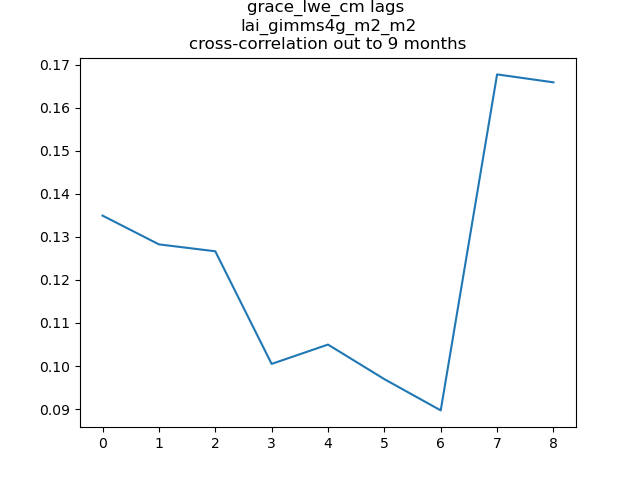 grace_lwe_cm lags
lai_gimms4g_m2_m2
cross-correlation out to 9 months
0.17
0.16
0.15
0.14
0.13
0.12
0.11
0.10
0.09
0 1 2 3 4 5 6 7 8